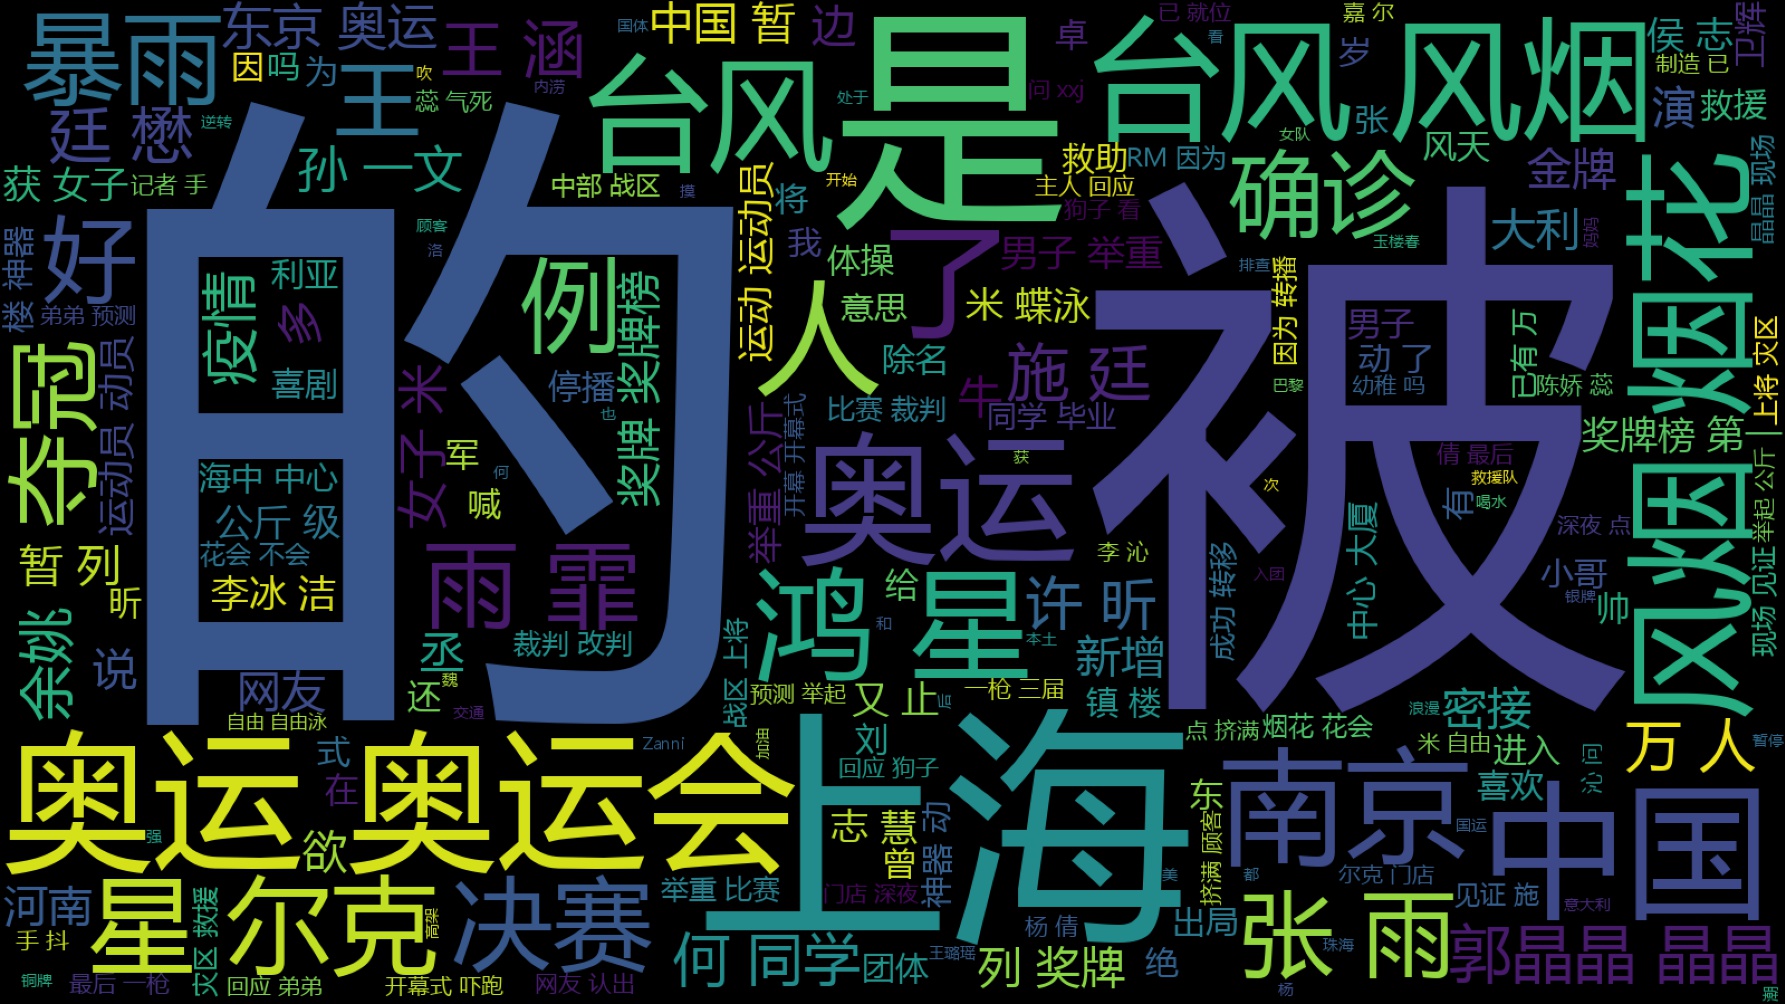 暴雨
东京 奥运
王 涵
国体
中国 暂
边
是
卓
已 就位
看
嘉 尔
侯 志
卫辉
因
吗
为
王
吹
蕊 气死
内涝
台风
处于
问 xxj
台风 风烟
岁
制造 已
廷 懋
逆转
张
演
救援
孙 一文
女队
风天
获 女子
记者 手
中部 战区
摸
运动 运动员
开始
救助
RM 因为
主人 回应
确诊
金牌
现场
晶晶
花
的
将
狗子 看
被
楼 神器
好
顾客
洛
我
体操
了
男子 举重
玉楼春
大利
妈妈
疫情
利亚
多
喜剧
例
奖牌 奖牌榜
意思
米 蝶泳
排查
因为 转播
弟弟 预测
人
男子
动 了
已有 万
上将 灾区
风烟 烟花
夺冠
运动员 动员
停播
也
除名
施 廷
巴黎
幼稚 吗
陈娇 蕊
女子 米
举重 公斤
开幕 开幕式
比赛 裁判
牛
同学 毕业
奖牌榜 第一
海中 中心
军
何
奥运
获
倩 最后
救援队
次
有
喝水
公斤 级
喊
中心 大厦
深夜 点
举起 公斤
花会 不会
暂 列
雨 霏
李 沁
入团
小哥
银牌
帅
现场 见证
李冰 洁
昕
余姚
鸿星
给
许 昕
成功 转移
和
本土
新增
说
丞
裁判 改判
战区 上将
网友
还
魏
交通
预测 举起
又 止
后
一枪 三届
镇 楼
密接
浪漫
自由 自由泳
点 挤满
烟花 花会
米 自由
进入
沁 问
万 人
暂停
奥运 奥运会
式
在
Zanni
加油
上海
刘
回应 狗子
南京
喜欢
中国
强
欲
志
慧
曾
神器 动
东
挤满 顾客
国运
河南
星尔克
决赛
举重 比赛
门店 深夜
美
都
尔克 门店
见证 施
意大利
手 抖
灾区 救援
高架
何 同学
团体
王璐瑶
列 奖牌
杨 倩
出局
绝
张 雨
珠海
郭晶晶 晶晶
铜牌
最后 一枪
回应 弟弟
开幕式 吓跑
网友 认出
杨
潮